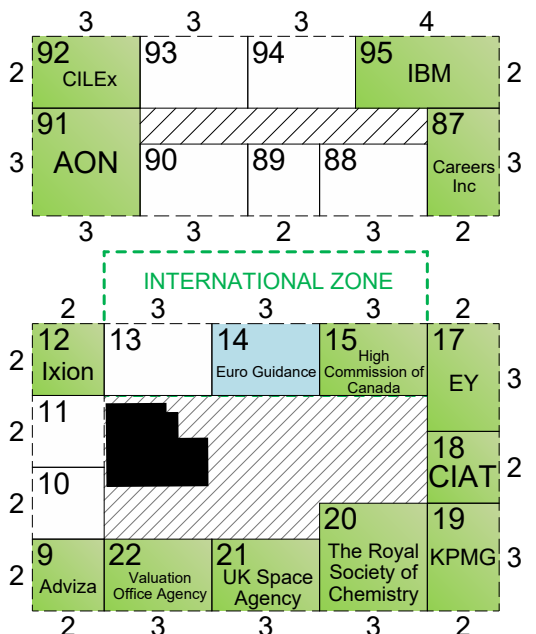 3 3 3 4
92 93 94 95
2 CILEx IBM 2
91 87
3 AON 90 89 88 Careers 3
Inc
3 3 2 3 2
INTERNATIONAL ZONE
2 3 3 3 2
12 13 14 15 17
2 Ixion Euro Guidance High
Commission of
Canada
EY 3
11
2
18
CIAT 2
10
2
20 19
9 22 21 The Royal KPMG 3
2 Adviza Valuation UK Space Society of
Office Agency Agency Chemistry
2 3 3 3 2